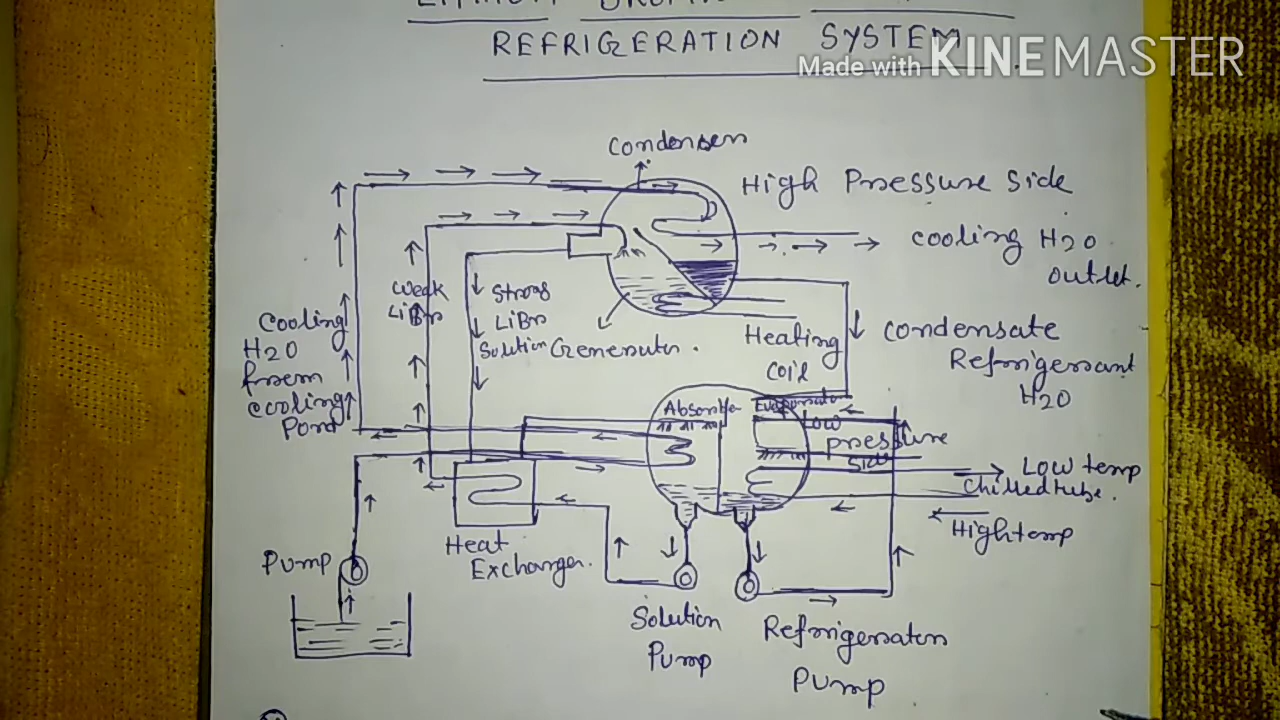 REFRIGERATION SYSTEM
Made with KINEMASTER
Condenser
High Pressure Side
Cooling H2O
outlet.
Weak
LiBr
Strong
LiBr
Solution
Generator.
Heating
Coil
Condensate
Refrigerant
H2O
Cooling
H2O
from
cooling
Pond
Absorber
Evaporator
Low
pressure
Side
Low temp
Chilled tube.
High temp
Heat
Exchanger.
Pump
Solution
Pump
Refrigerator
Pump